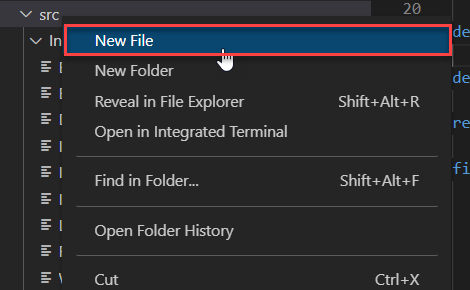 src
20
New File
In
de
New Folder
de
Reveal in File Explorer Shift+Alt+R
re
Open in Integrated Terminal
fi
Find in Folder... Shift+Alt+F
Open Folder History
Cut Ctrl+X